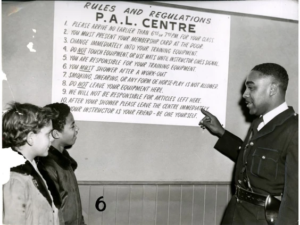 RULES AND REGULATIONS
P. A. L. CENTRE
1. PLEASE ARRIVE NO EARLIER THAN FOR YOUR CLASS
2. YOU MUST PRESENT YOUR MEMBERSHIP CARD AT THE DOOR
3. CHANGE IMMEDIATELY INTO YOUR TRAINING
4. DO NOT TOUCH EQUIPMENT, OR USE MATS UNTIL INSTRUCTOR GIVES SIGNAL
5. YOU ARE RESPONSIBLE FOR YOUR TRAINING EQUIPMENT
6. YOU MUST SHOWER AFTER A WORK-OUT
7. SMOKING, SWEARING, OR ANY FORM OF HORSE-PLAY IS NOT ALLOWED
8. DO NOT LEAVE YOUR EQUIPMENT HERE
9. WE WILL NOT BE RESPONSIBLE FOR ARTICLES LEFT HERE
10. AFTER YOUR SHOWER PLEASE LEAVE THE CENTRE IMMEDIATELY
YOUR INSTRUCTOR IS YOUR FRIEND - BE ONE YOURSELF.
6